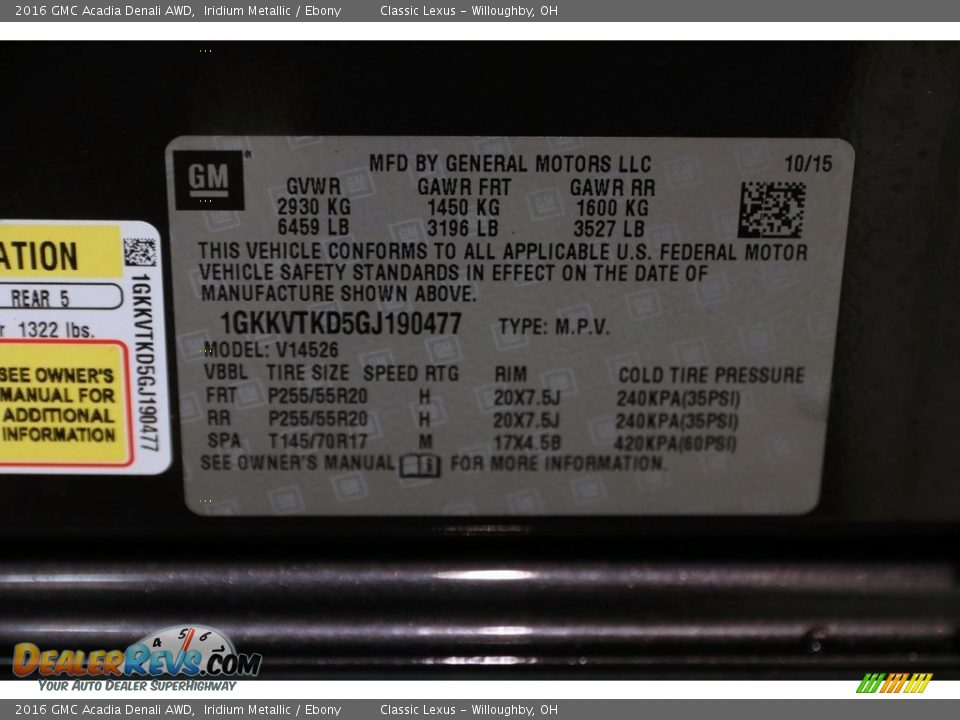 2016 GMC Acadia Denali AWD, Iridium Metallic / Ebony Classic Lexus - Willoughby, OH
GM
MFD BY GENERAL MOTORS LLC 10/15
GVWR GAWR FRT GAWR RR
2930 KG 1450 KG 1600 KG
6459 LB 3196 LB 3527 LB
THIS VEHICLE CONFORMS TO ALL APPLICABLE U.S. FEDERAL MOTOR
VEHICLE SAFETY STANDARDS IN EFFECT ON THE DATE OF
MANUFACTURE SHOWN ABOVE.
1GKKVTKD5GJ190477 TYPE: M.P.V.
MODEL: V14526
VBBL TIRE SIZE SPEED RTG RIM COLD TIRE PRESSURE
FRT P255/55R20 H 20X7.5J 240KPA(35PSI)
RR P255/55R20 H 20X7.5J 240KPA(35PSI)
SPA T145/70R17 M 17X4.5B 420KPA(60PSI)
SEE OWNER'S MANUAL FOR MORE INFORMATION.
ATION
REAR 5
r 1322 lbs.
SEE OWNER'S
MANUAL FOR
ADDITIONAL
INFORMATION
1GKKVTKD5GJ190477
4 5 6
DEALERREVS.COM
YOUR AUTO DEALER SUPERHIGHWAY
2016 GMC Acadia Denali AWD, Iridium Metallic / Ebony Classic Lexus - Willoughby, OH